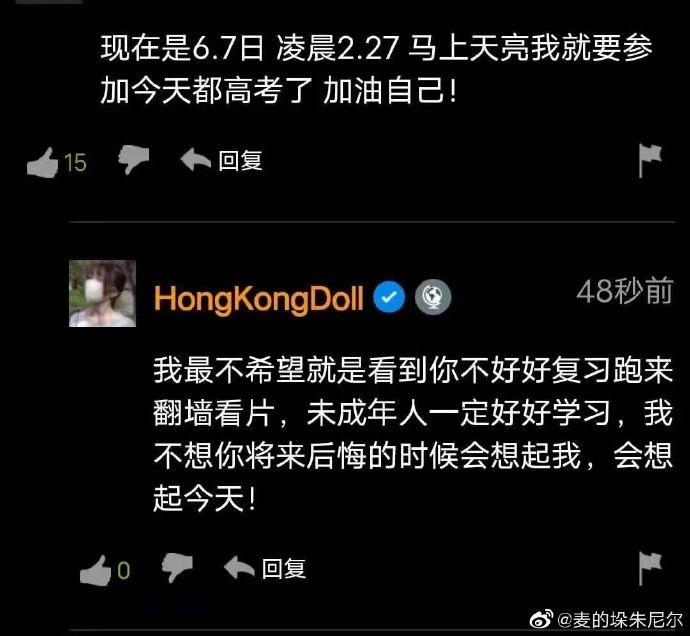 现在是6.7日 凌晨2.27 马上天亮我就要参
加今天都高考了 加油自己！
15 回复
HongKongDoll 48秒前
我最不希望就是看到你不好好复习跑来
翻墙看片，未成年人一定好好学习，我
不想你将来后悔的时候会想起我，会想
起今天！
0 回复
@麦的垛朱尼尔